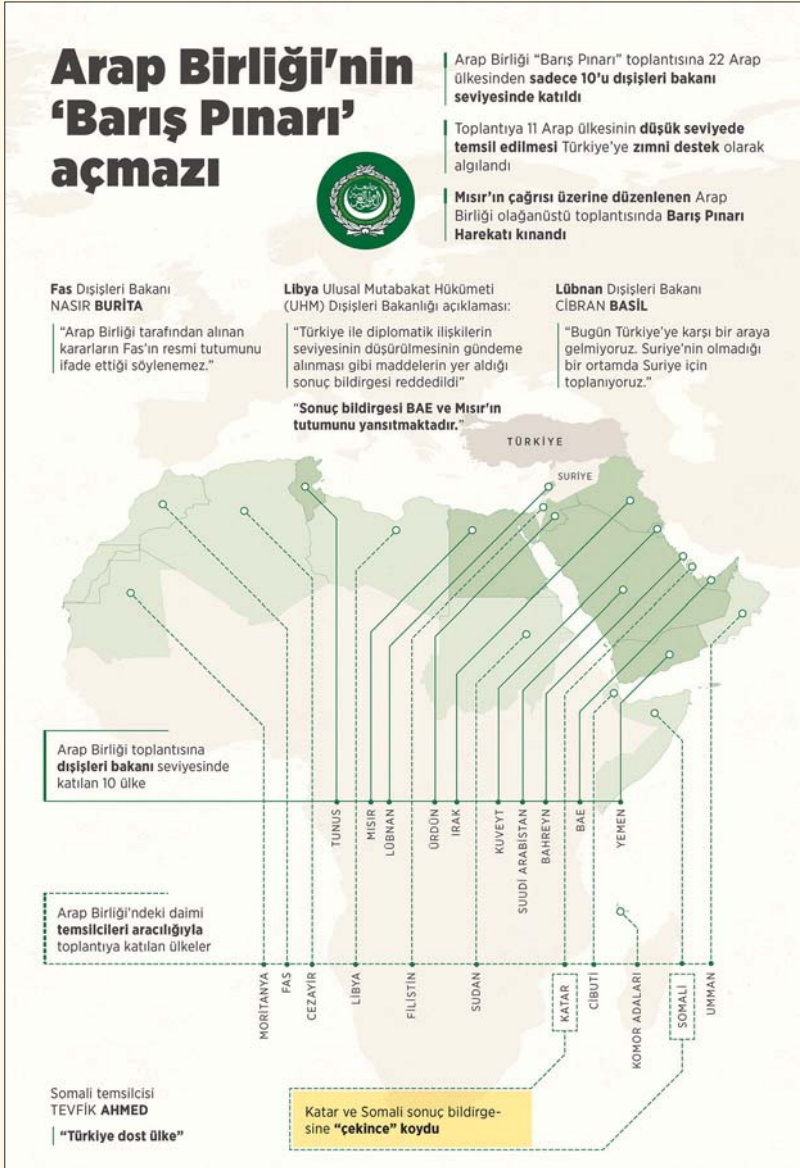 Arap Birliği'nin
‘Barış Pınarı’
açmazı
Arap Birliği “Barış Pınarı” toplantısına 22 Arap
ülkesinden sadece 10’u dışişleri bakanı
seviyesinde katıldı
Toplantıya 11 Arap ülkesinin düşük seviyede
temsil edilmesi Türkiye’ye zımni destek olarak
algılandı
Mısır’ın çağrısı üzerine düzenlenen Arap
Birliği olağanüstü toplantısında Barış Pınarı
Harekatı kınandı
Fas Dışişleri Bakanı
NASIR BURİTA
“Arap Birliği tarafından alınan
kararların Fas’ın resmi tutumunu
ifade ettiği söylenemez.”
Libya Ulusal Mutabakat Hükümeti
(UHM) Dışişleri Bakanlığı açıklaması:
“Türkiye ile diplomatik ilişkilerin
seviyesinin düşürülmesinin gündeme
alınması gibi maddelerin yer aldığı
sonuç bildirgesi reddedildi”
“Sonuç bildirgesi BAE ve Mısır'ın
tutumunu yansıtmaktadır.”
Lübnan Dışişleri Bakanı
CİBRAN BASİL
“Bugün Türkiye’ye karşı bir araya
gelmiyoruz. Suriye’nin olmadığı
bir ortamda Suriye için
toplanıyoruz.”
TÜRKİYE
SURİYE
Arap Birliği toplantısına
dışişleri bakanı seviyesinde
katılan 10 ülke
TUNUS
MISIR
LÜBNAN
ÜRDÜN
IRAK
KUVEYT
SUUDİ ARABİSTAN
BAHREYN
BAE
YEMEN
Arap Birliği’ndeki daimi
temsilcileri aracılığıyla
toplantıya katılan ülkeler
MORİTANYA
FAS
CEZAYİR
LİBYA
FİLİSTİN
SUDAN
KATAR
CİBUTİ
KOMOR ADALARI
SOMALİ
UMMAN
Somali temsilcisi
TEVFİK AHMED
“Türkiye dost ülke”
Katar ve Somali sonuç bildirge-
sine “çekince” koydu